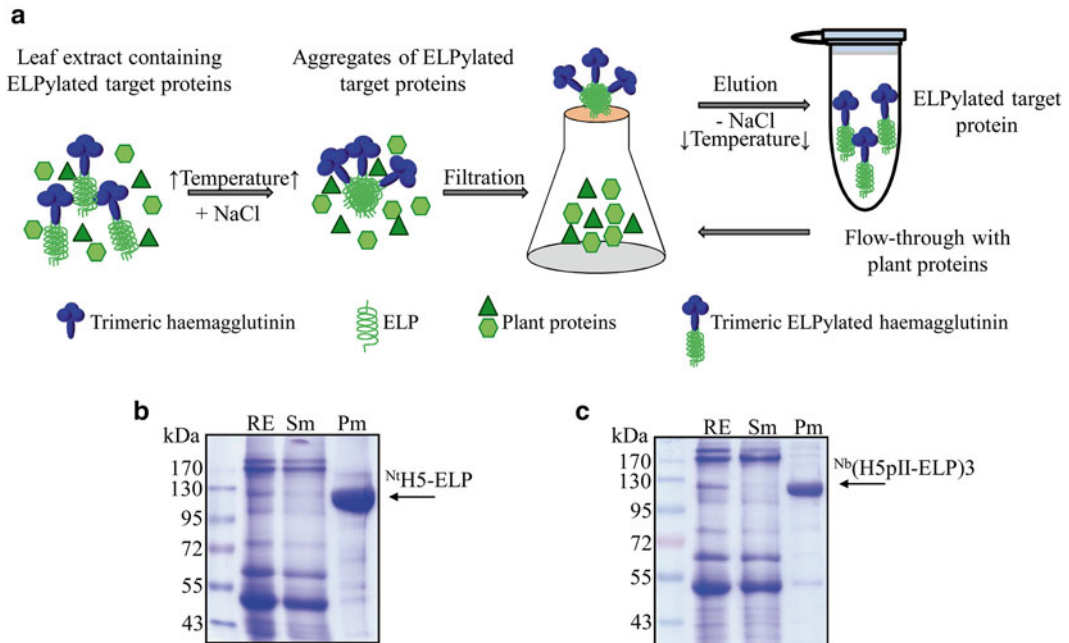 a
Leaf extract containing
ELPylated target proteins
Aggregates of ELPylated
target proteins
↑Temperature↑
+ NaCl
Filtration
Elution
- NaCl
↓Temperature↓
ELPylated target
protein
Flow-through with
plant proteins
Trimeric haemagglutinin
ELP
Plant proteins
Trimeric ELPylated haemagglutinin
b
kDa
RE Sm Pm
170
130
95
72
55
43
NtH5-ELP
c
kDa
RE Sm Pm
170
130
95
72
55
43
Nb(H5pII-ELP)3